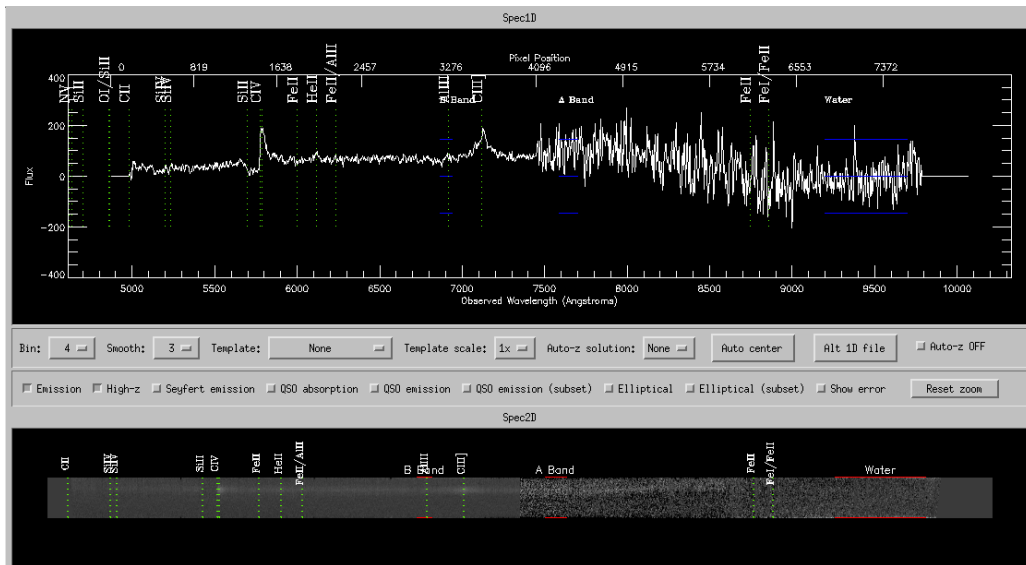 Spec1D
Pixel Position
0 819 1638 2457 3276 4096 4915 5734 6553 7372
NV SiII OI/SiII CII SiIV SiIV SiII CIV FeII HeII FeII/AlII AlIII CIII] FeII FeI/FeII
B Band A Band Water
400
200
0
-200
-400
Flux
5000 5500 6000 6500 7000 7500 8000 8500 9000 9500 10000
Observed Wavelength (Angstroms)
Bin: 4 Smooth: 3 Template: None Template scale: 1x Auto-z solution: None Auto center Alt 1D file Auto-z OFF
Emission High-z Seyfert emission QSO absorption QSO emission QSO emission (subset) Elliptical Elliptical (subset) Show error Reset zoom
Spec2D
CII SiIV SiIV SiII CIV FeII HeII FeII/AlII AlIII CIII] FeII FeI/FeII
B Band A Band Water